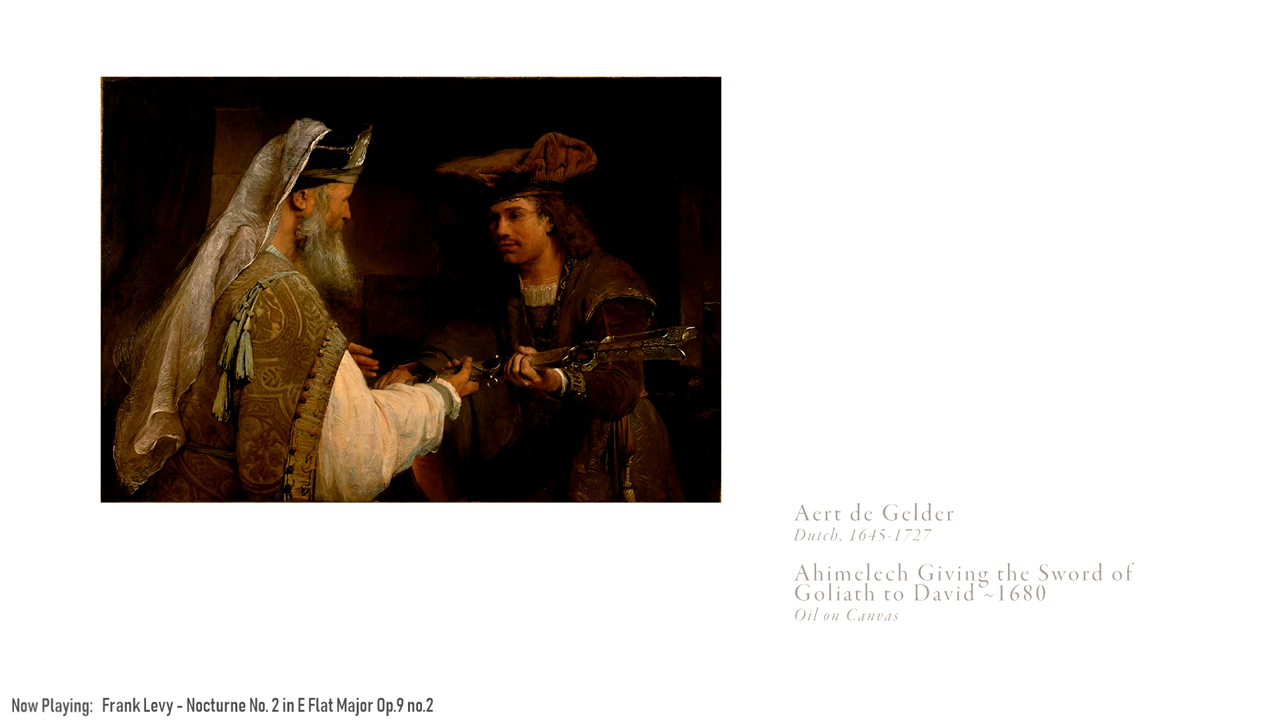 Aert de Gelder
Dutch, 1645-1727
Ahimelech Giving the Sword of
Goliath to David ~1680
Oil on Canvas
Now Playing: Frank Levy - Nocturne No. 2 in E Flat Major Op.9 no.2